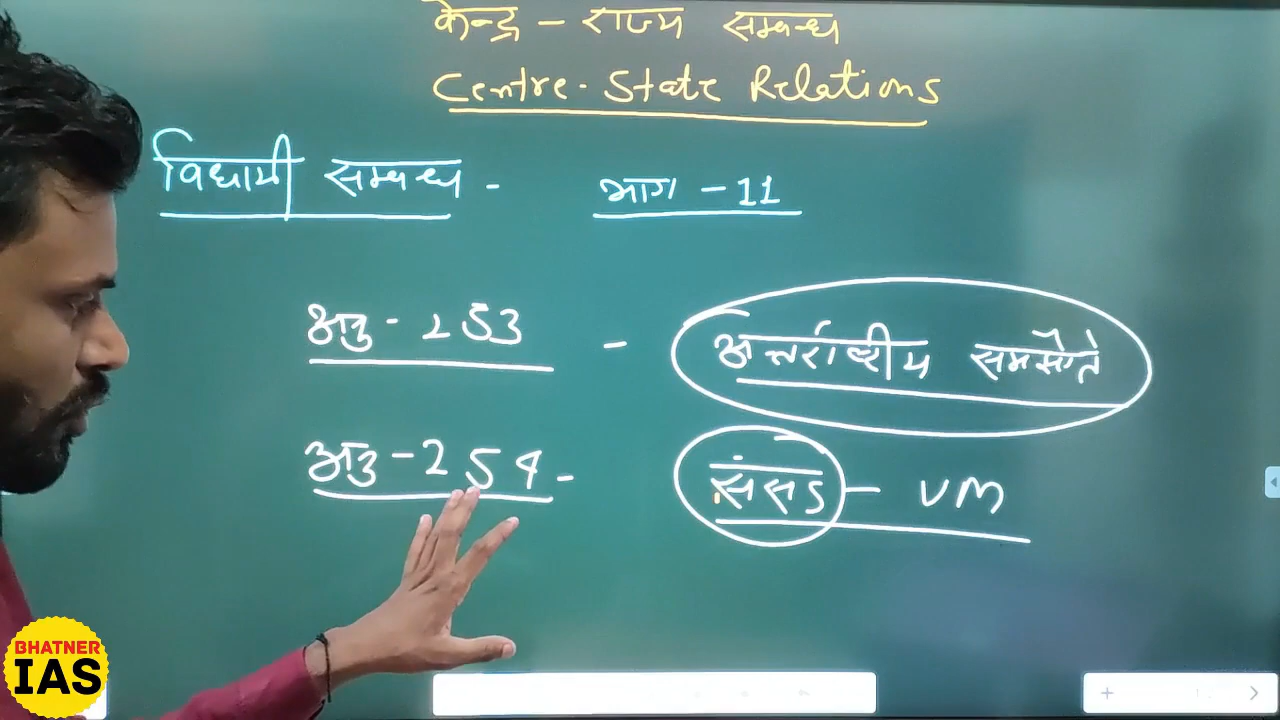 केन्द्र - राज्य सम्बन्ध
Centre-State Relations
विधायी सम्बन्ध - भाग - 11
अनु - 253 - अन्तर्राष्ट्रीय समझौते
अनु - 254 - संसद - VM
BHATNER
IAS